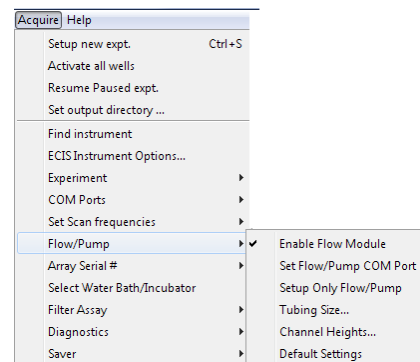 Acquire Help
Setup new expt. Ctrl+S
Activate all wells
Resume Paused expt.
Set output directory ...
Find instrument
ECIS Instrument Options...
Experiment
COM Ports
Set Scan frequencies
Flow/Pump
Array Serial #
Select Water Bath/Incubator
Filter Assay
Diagnostics
Saver
Enable Flow Module
Set Flow/Pump COM Port
Setup Only Flow/Pump
Tubing Size...
Channel Heights...
Default Settings